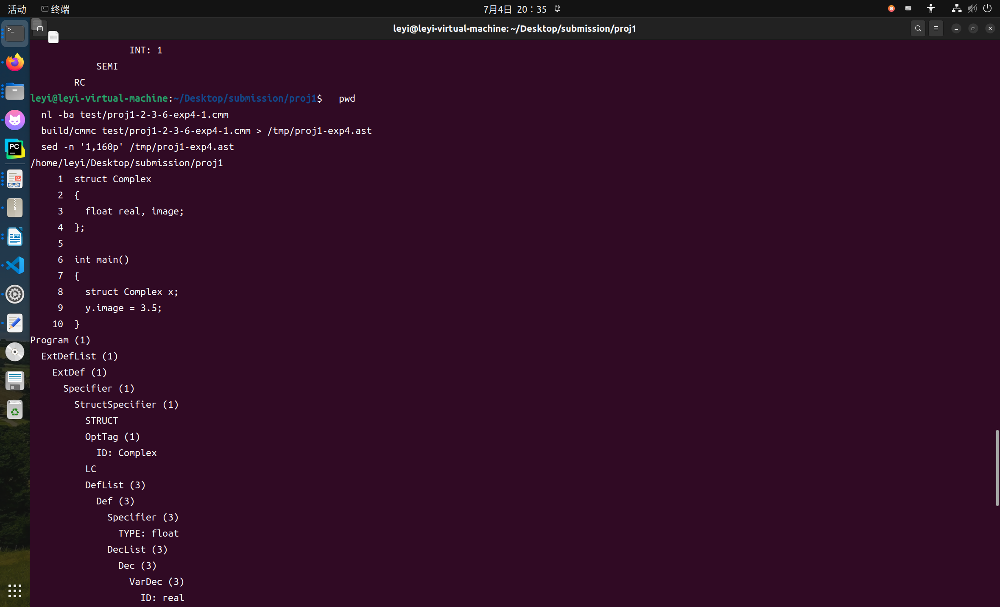 活动 终端 7月4日 20：35
leyi@leyi-virtual-machine: ~/Desktop/submission/proj1
INT: 1
SEMI
RC
leyi@leyi-virtual-machine:~/Desktop/submission/proj1$   pwd
nl -ba test/proj1-2-3-6-exp4-1.cmm
build/cmmc test/proj1-2-3-6-exp4-1.cmm > /tmp/proj1-exp4.ast
sed -n '1,160p' /tmp/proj1-exp4.ast
/home/leyi/Desktop/submission/proj1
1 struct Complex
2 {
3 float real, image;
4 };
5
6 int main()
7 {
8 struct Complex x;
9 y.image = 3.5;
10 }
Program (1)
ExtDefList (1)
ExtDef (1)
Specifier (1)
StructSpecifier (1)
STRUCT
OptTag (1)
ID: Complex
LC
DefList (3)
Def (3)
Specifier (3)
TYPE: float
DecList (3)
Dec (3)
VarDec (3)
ID: real
PC